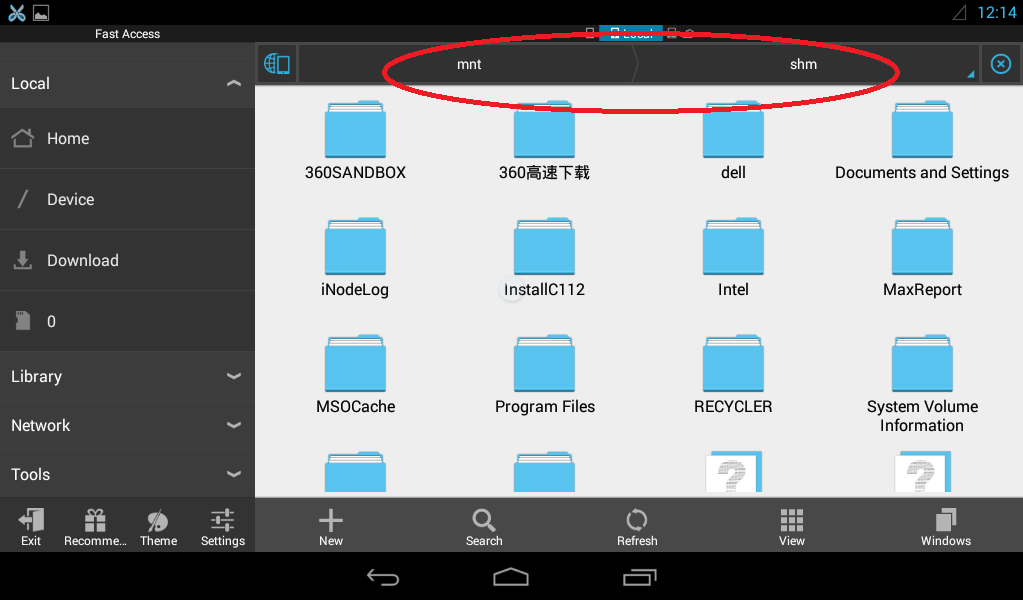 12:14
Fast Access
Local
Local
mnt
shm
Home
Device
Download
0
Library
Network
Tools
360SANDBOX
360高速下载
dell
Documents and Settings
iNodeLog
InstallC112
Intel
MaxReport
MSOCache
Program Files
RECYCLER
System Volume
Information
?
?
Exit
Recomme...
Theme
Settings
New
Search
Refresh
View
Windows